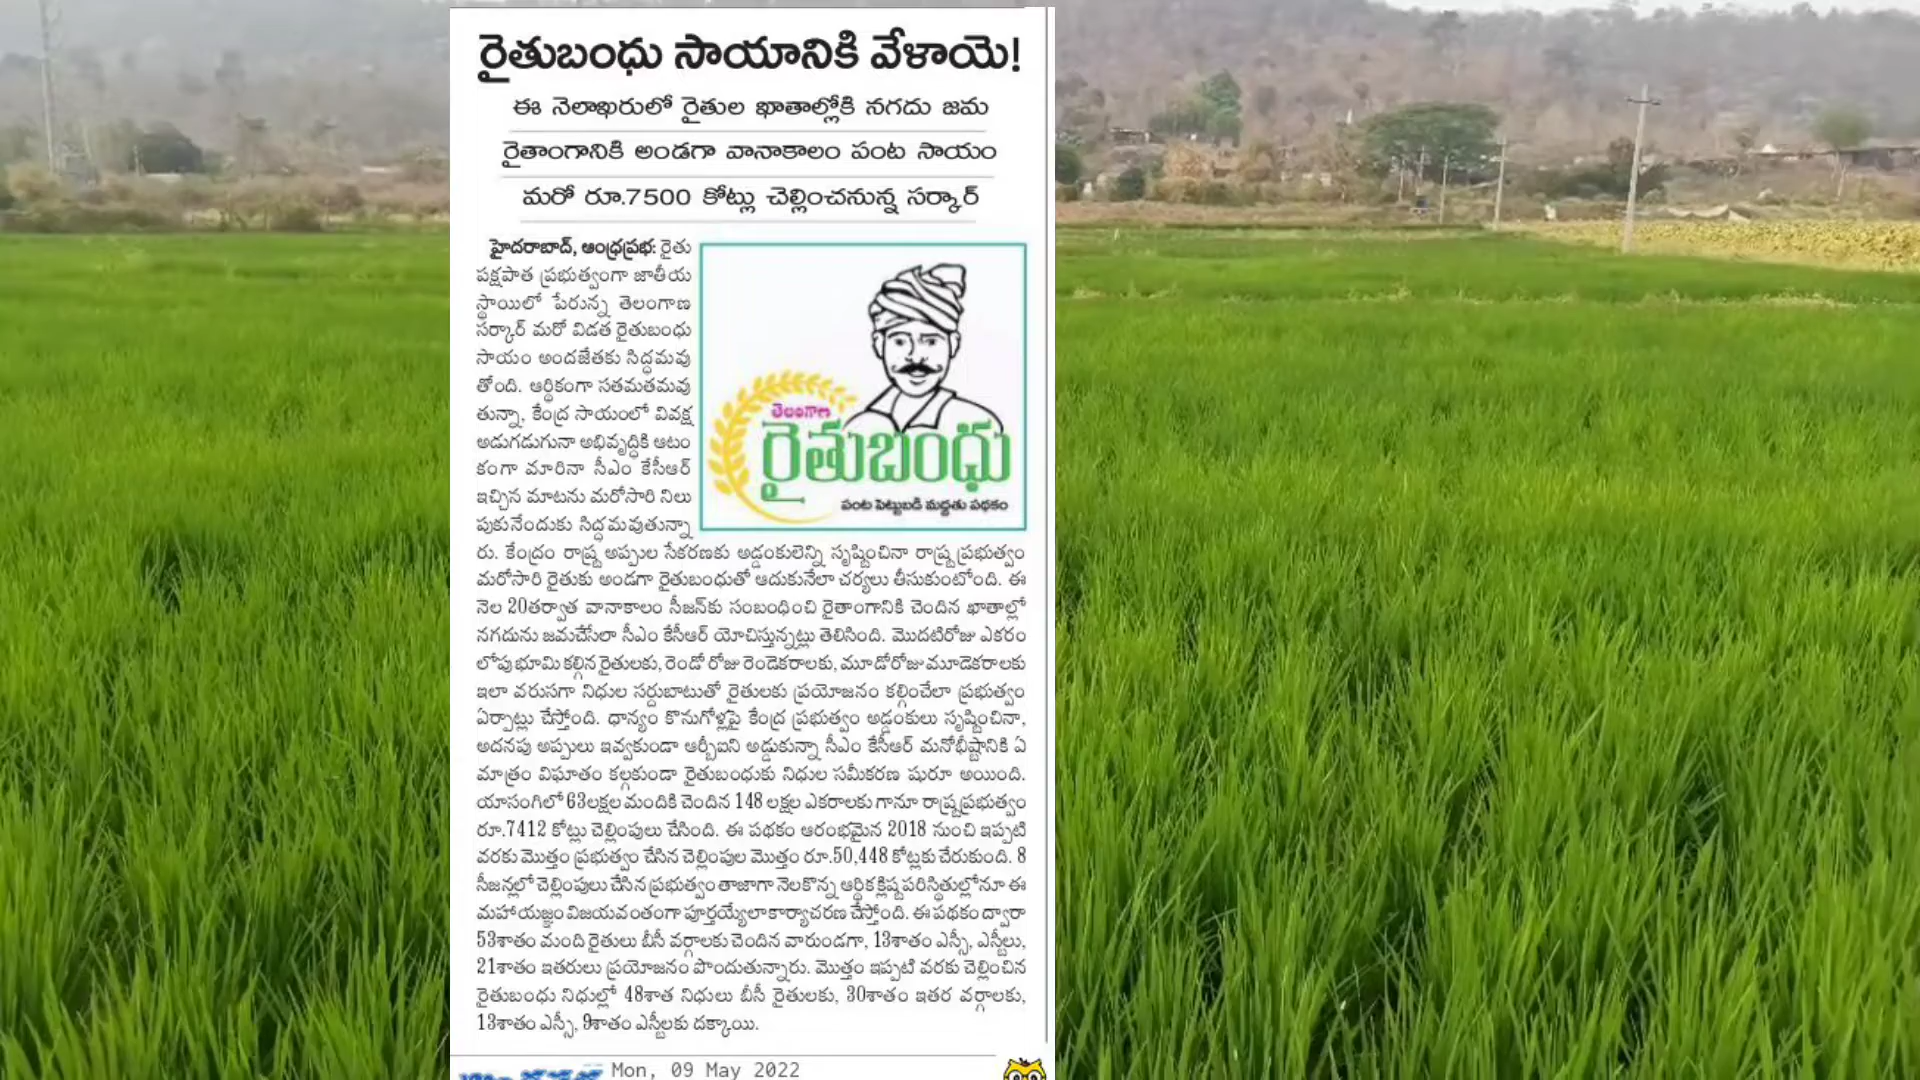 రైతుబంధు సాయానికి వేళాయె!
ఈ నెలాఖరులో రైతుల ఖాతాల్లోకి నగదు జమ
రైతాంగానికి అండగా వానాకాలం పంట సాయం
మరో రూ.7500 కోట్లు చెల్లించనున్న సర్కార్
హైదరాబాద్, ఆంధ్రప్రభ: రైతు
పక్షపాత ప్రభుత్వంగా జాతీయ
స్థాయిలో పేరున్న తెలంగాణ
సర్కార్ మరో విడత రైతుబంధు
సాయం అందజేతకు సిద్ధమవు
తోంది. ఆర్థికంగా సతమతమవు
తున్నా, కేంద్ర సాయంలో వివక్ష
అడుగడుగునా అభివృద్ధికి ఆటం
కంగా మారినా సీఎం కేసీఆర్
ఇచ్చిన మాటను మరోసారి నిలు
పుకునేందుకు సిద్ధమవుతున్నా
తెలంగాణ
రైతుబంధు
పంట పెట్టుబడి మద్దతు పథకం
రు. కేంద్రం రాష్ట్ర అప్పుల సేకరణకు అడ్డంకులెన్ని సృష్టించినా రాష్ట్ర ప్రభుత్వం
మరోసారి రైతుకు అండగా రైతుబంధుతో ఆదుకునేలా చర్యలు తీసుకుంటోంది. ఈ
నెల 20తర్వాత వానాకాలం సీజన్‌కు సంబంధించి రైతాంగానికి చెందిన ఖాతాల్లో
నగదును జమచేసేలా సీఎం కేసీఆర్ యోచిస్తున్నట్లు తెలిసింది. మొదటిరోజు ఎకరం
లోపు భూమి కల్గిన రైతులకు, రెండో రోజు రెండెకరాలకు, మూడోరోజు మూడెకరాలకు
ఇలా వరుసగా నిధుల సర్దుబాటుతో రైతులకు ప్రయోజనం కల్గించేలా ప్రభుత్వం
ఏర్పాట్లు చేస్తోంది. ధాన్యం కొనుగోళ్లపై కేంద్ర ప్రభుత్వం అడ్డంకులు సృష్టించినా,
అదనపు అప్పులు ఇవ్వకుండా ఆర్బీఐని అడ్డుకున్నా సీఎం కేసీఆర్ మనోభీష్టానికి ఏ
మాత్రం విఘాతం కల్గకుండా రైతుబంధుకు నిధుల సమీకరణ షురూ అయింది.
యాసంగిలో 63లక్షల మందికి చెందిన 148 లక్షల ఎకరాలకు గానూ రాష్ట్రప్రభుత్వం
రూ.7412 కోట్లు చెల్లింపులు చేసింది. ఈ పథకం ఆరంభమైన 2018 నుంచి ఇప్పటి
వరకు మొత్తం ప్రభుత్వం చేసిన చెల్లింపుల మొత్తం రూ.50,448 కోట్లకు చేరుకుంది. 8
సీజన్లలో చెల్లింపులు చేసిన ప్రభుత్వం తాజాగా నెలకొన్న ఆర్థిక క్లిష్ట పరిస్థితుల్లోనూ ఈ
మహాయజ్ఞం విజయవంతంగా పూర్తయ్యేలా కార్యాచరణ చేస్తోంది. ఈ పథకం ద్వారా
53శాతం మంది రైతులు బీసీ వర్గాలకు చెందిన వారుండగా, 13శాతం ఎస్సీ, ఎస్టీలు,
21శాతం ఇతరులు ప్రయోజనం పొందుతున్నారు. మొత్తం ఇప్పటి వరకు చెల్లించిన
రైతుబంధు నిధుల్లో 48శాత నిధులు బీసీ రైతులకు, 30శాతం ఇతర వర్గాలకు,
13శాతం ఎస్సీ, 9శాతం ఎస్టీలకు దక్కాయి.
Mon, 09 May 2022